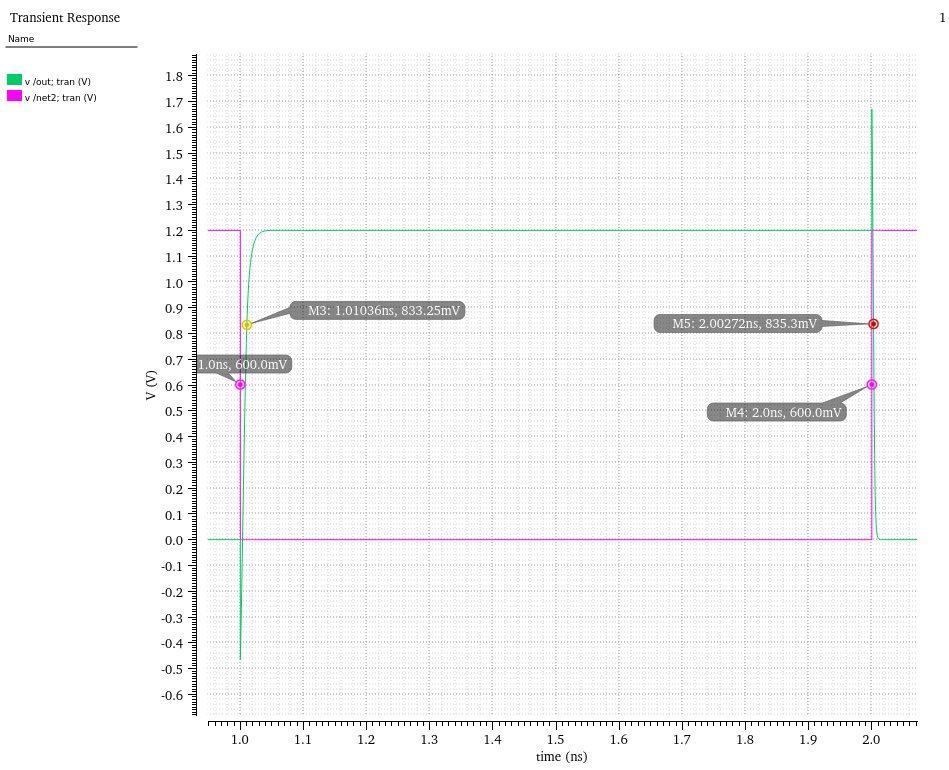 Transient Response
1
Name
v /out; tran (V)
v /net2; tran (V)
V (V)
1.8
1.7
1.6
1.5
1.4
1.3
1.2
1.1
1.0
0.9
0.8
0.7
0.6
0.5
0.4
0.3
0.2
0.1
0.0
-0.1
-0.2
-0.3
-0.4
-0.5
-0.6
M3: 1.01036ns, 833.25mV
1.0ns, 600.0mV
M5: 2.00272ns, 835.3mV
M4: 2.0ns, 600.0mV
1.0 1.1 1.2 1.3 1.4 1.5 1.6 1.7 1.8 1.9 2.0
time (ns)